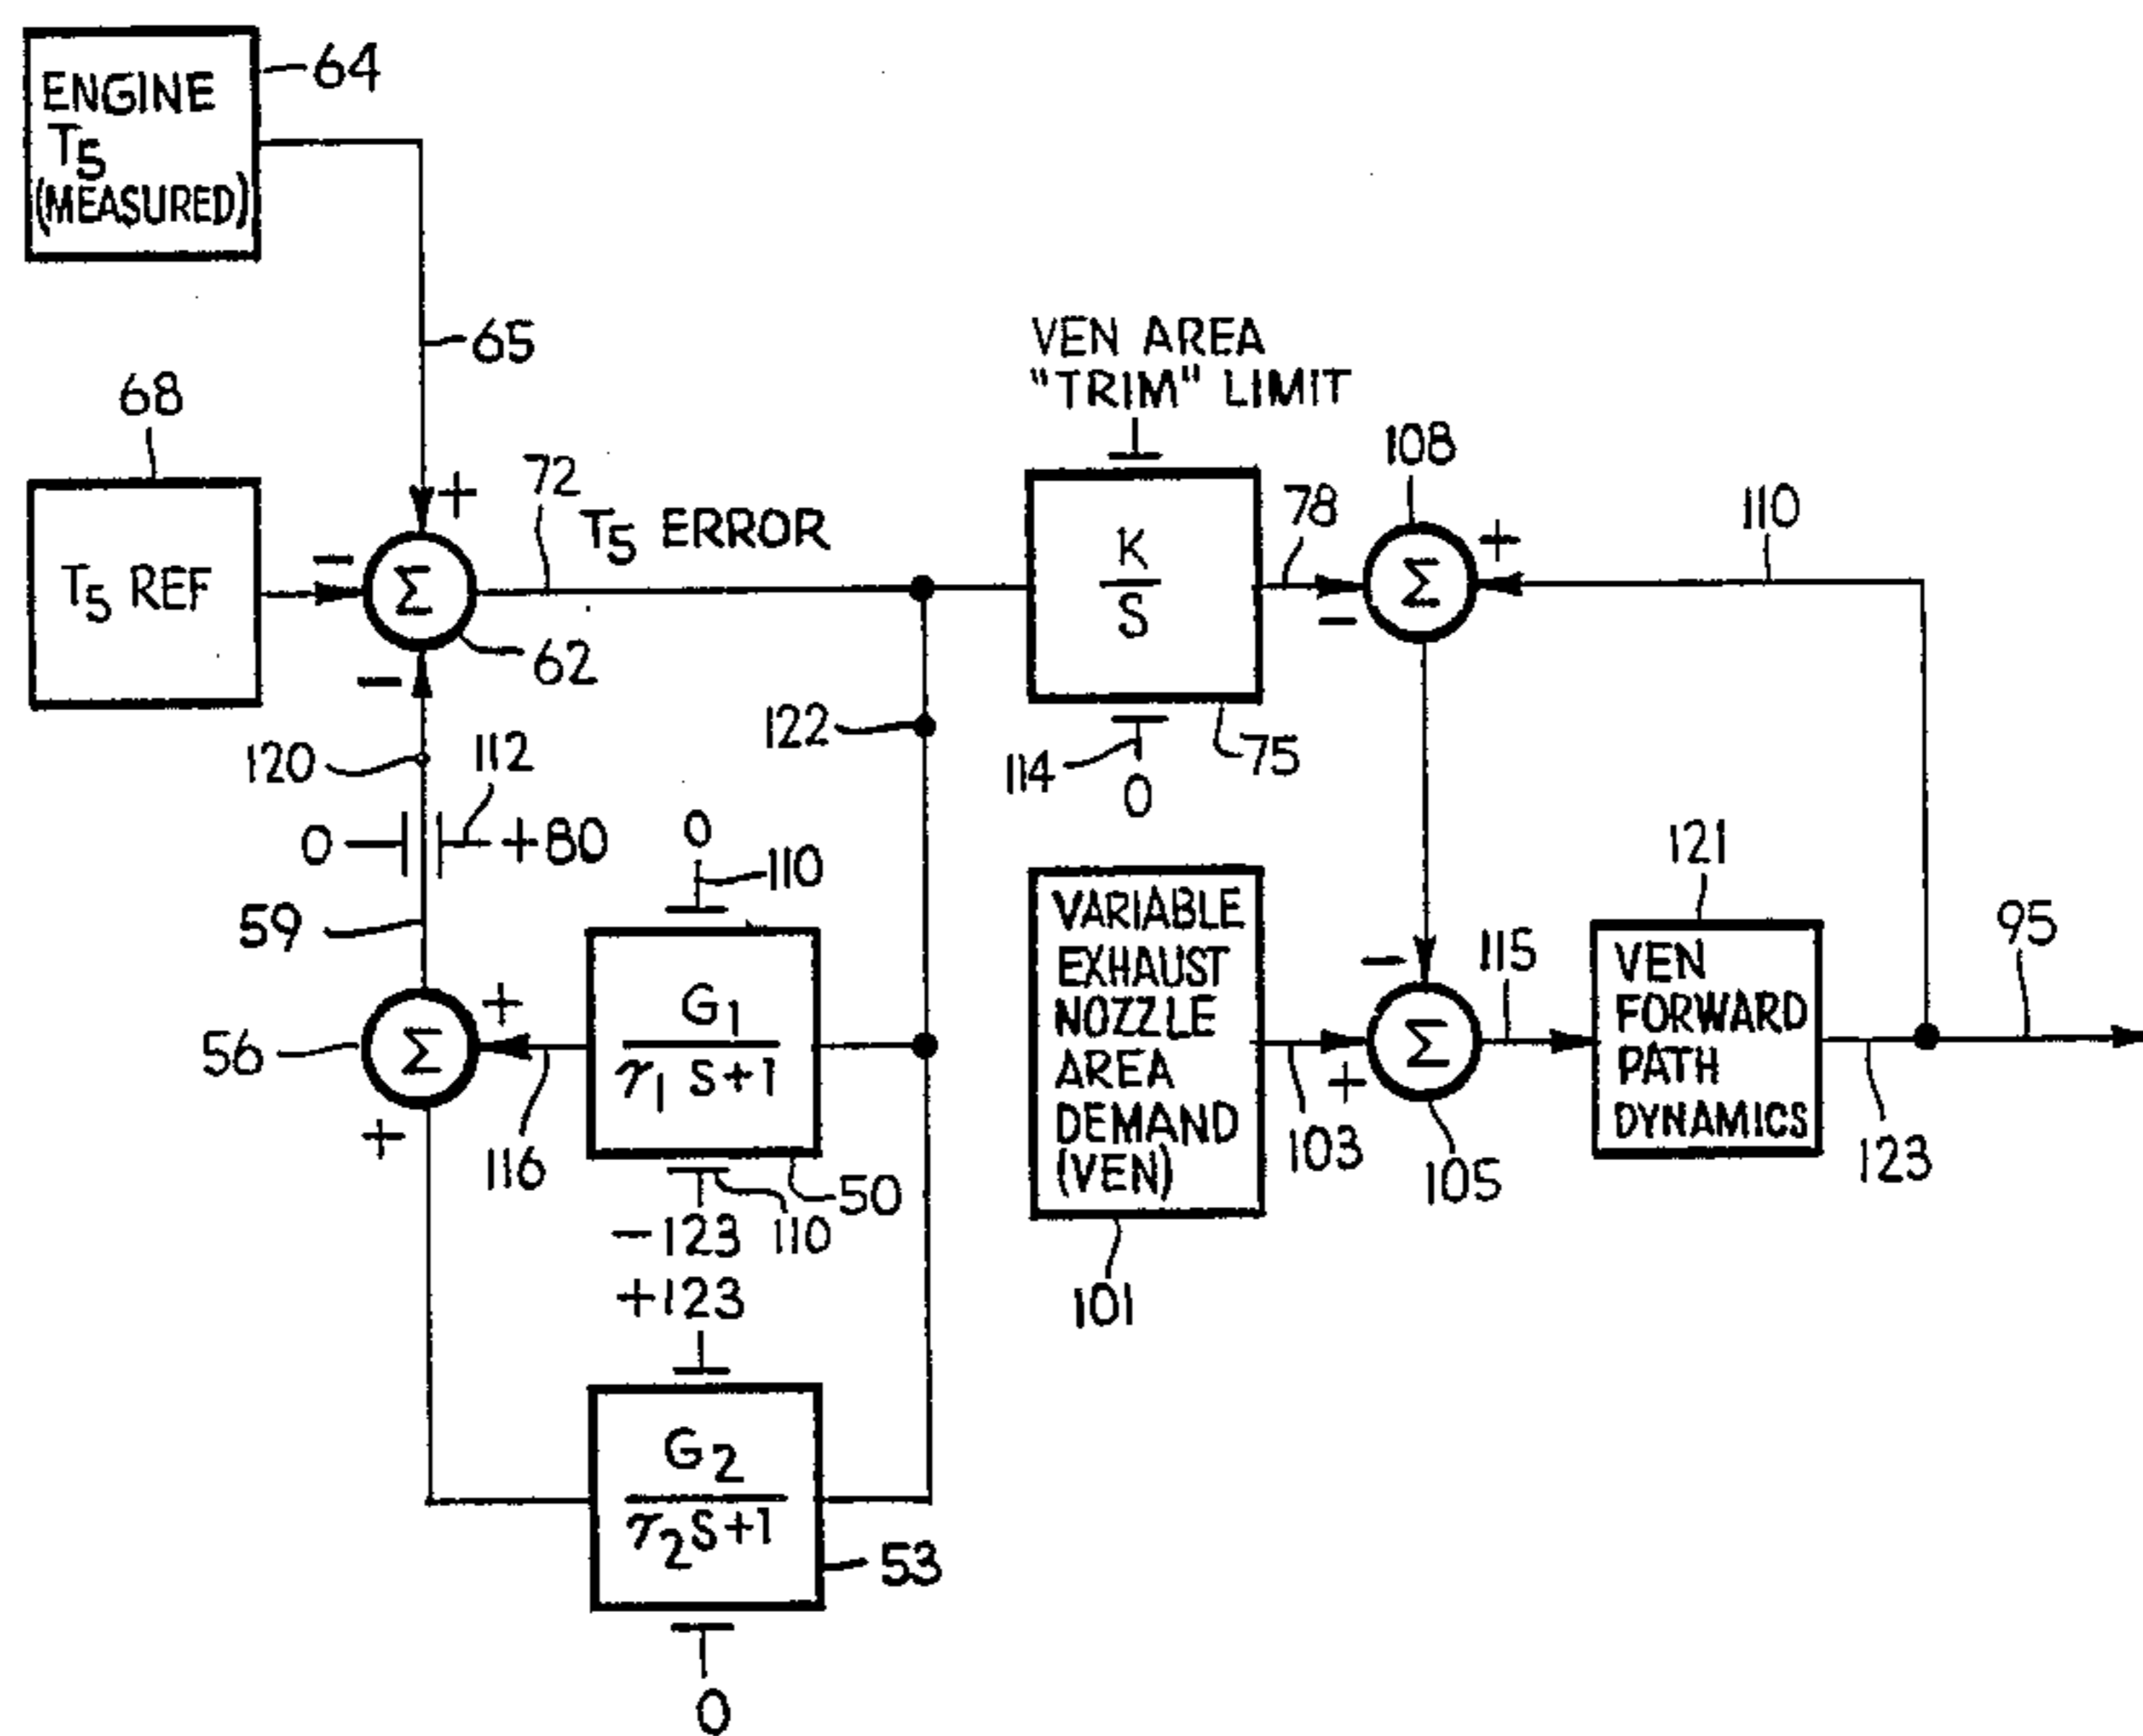 ENGINE
T5
(MEASURED)
64
65
68
T5 REF
+
−
−
62
72
T5 ERROR
VEN AREA
"TRIM" LIMIT
K
S
78
−
108
Σ
+
110
Σ
122
75
114
0
120
112
0
+80
59
0
110
121
56
Σ
+
+
116
G1
τ1 S+1
50
110
−123
+123
VARIABLE
EXHAUST
NOZZLE
AREA
DEMAND
(VEN)
103
101
−
+
Σ
105
115
VEN
FORWARD
PATH
DYNAMICS
95
123
G2
τ2S+1
53
0